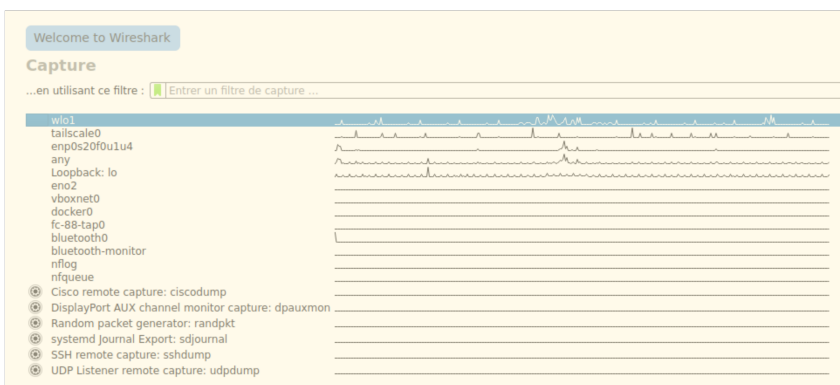 Welcome to Wireshark
Capture
...en utilisant ce filtre : Entrer un filtre de capture ...
wlo1
tailscale0
enp0s20f0u1u4
any
Loopback: lo
eno2
vboxnet0
docker0
fc-88-tap0
bluetooth0
bluetooth-monitor
nflog
nfqueue
Cisco remote capture: ciscodump
DisplayPort AUX channel monitor capture: dpauxmon
Random packet generator: randpkt
systemd Journal Export: sdjournal
SSH remote capture: sshdump
UDP Listener remote capture: udpdump